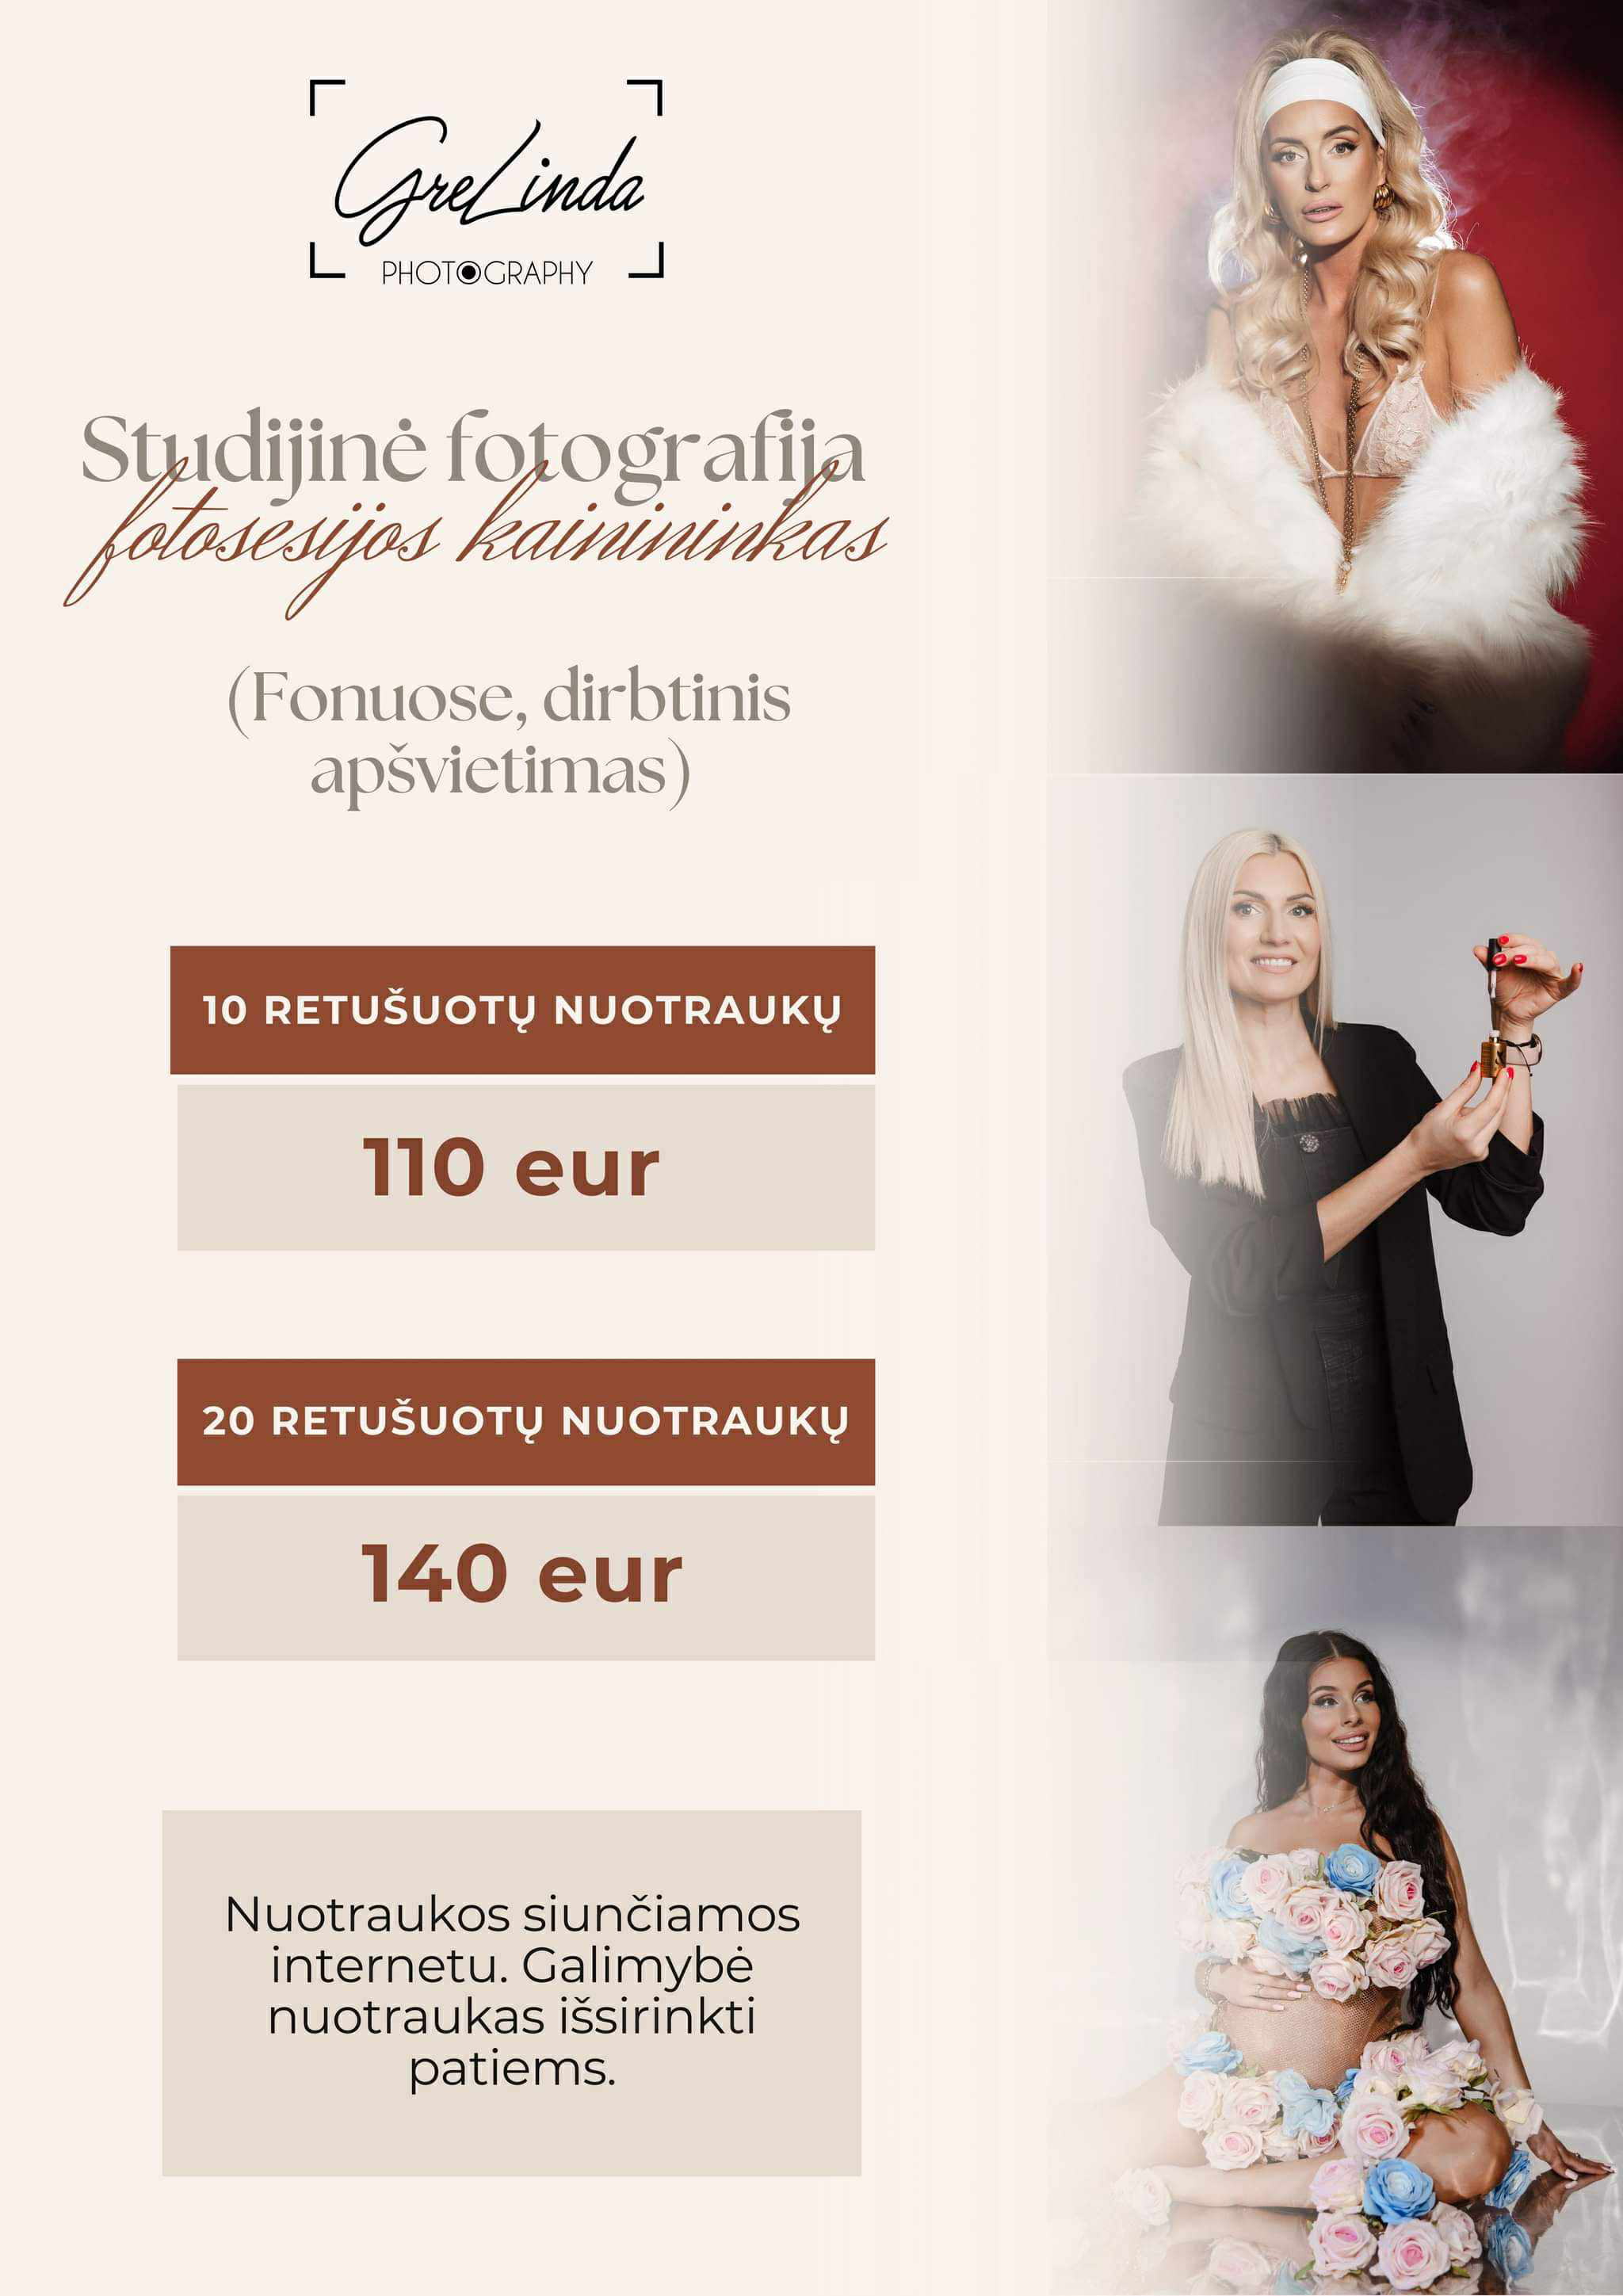 GreLinda
PHOTOGRAPHY
Studijinė fotografija
fotosesijos kainininkas
(Fonuose, dirbtinis
apšvietimas)
10 RETUŠUOTŲ NUOTRAUKŲ
110 eur
20 RETUŠUOTŲ NUOTRAUKŲ
140 eur
Nuotraukos siunčiamos
internetu. Galimybė
nuotraukas išsirinkti
patiems.